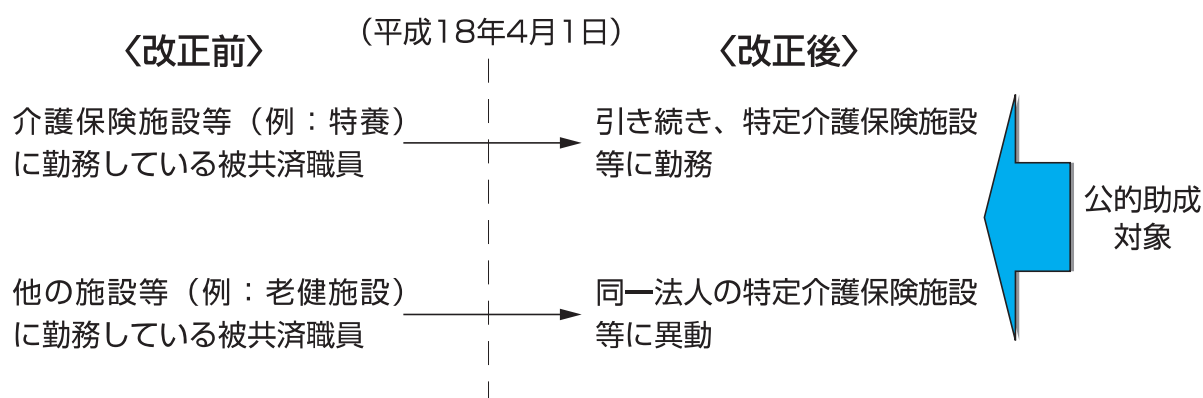 〈改正前〉
（平成18年4月1日）
〈改正後〉
介護保険施設等（例：特養）
に勤務している被共済職員
引き続き、特定介護保険施設
等に勤務
公的助成
対象
他の施設等（例：老健施設）
に勤務している被共済職員
同一法人の特定介護保険施設
等に異動